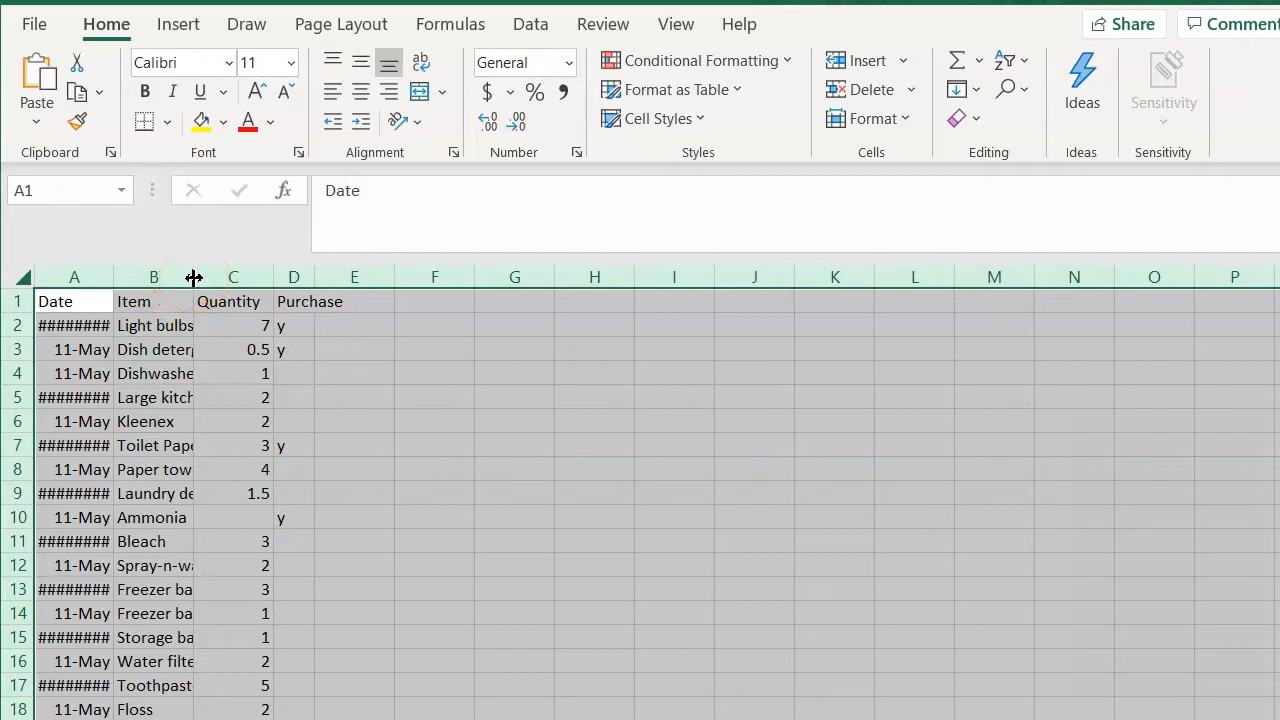 File Home Insert Draw Page Layout Formulas Data Review View Help Share Comment
Paste Calibri 11 General Conditional Formatting Insert Ideas Sensitivity
B I U A A $ % Format as Table Delete
A Cell Styles Format
Clipboard Font Alignment Number Styles Cells Editing Ideas Sensitivity
A1 fx Date
A B C D E F G H I J K L M N O P
1 Date Item Quantity Purchase
2 ######## Light bulbs 7 y
3 11-May Dish deterg 0.5 y
4 11-May Dishwashe 1
5 ######## Large kitch 2
6 11-May Kleenex 2
7 ######## Toilet Pape 3 y
8 11-May Paper tow 4
9 ######## Laundry de 1.5
10 11-May Ammonia y
11 ######## Bleach 3
12 11-May Spray-n-wa 2
13 ######## Freezer ba 3
14 11-May Freezer ba 1
15 ######## Storage ba 1
16 11-May Water filte 2
17 ######## Toothpast 5
18 11-May Floss 2